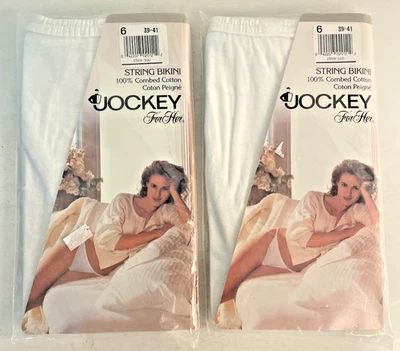 6 39-41
STRING BIKINI
100% Combed Cotton
Coton Peigné
JOCKEY
For Her
6 39-41
STRING BIKINI
100% Combed Cotton
Coton Peigné
JOCKEY
For Her